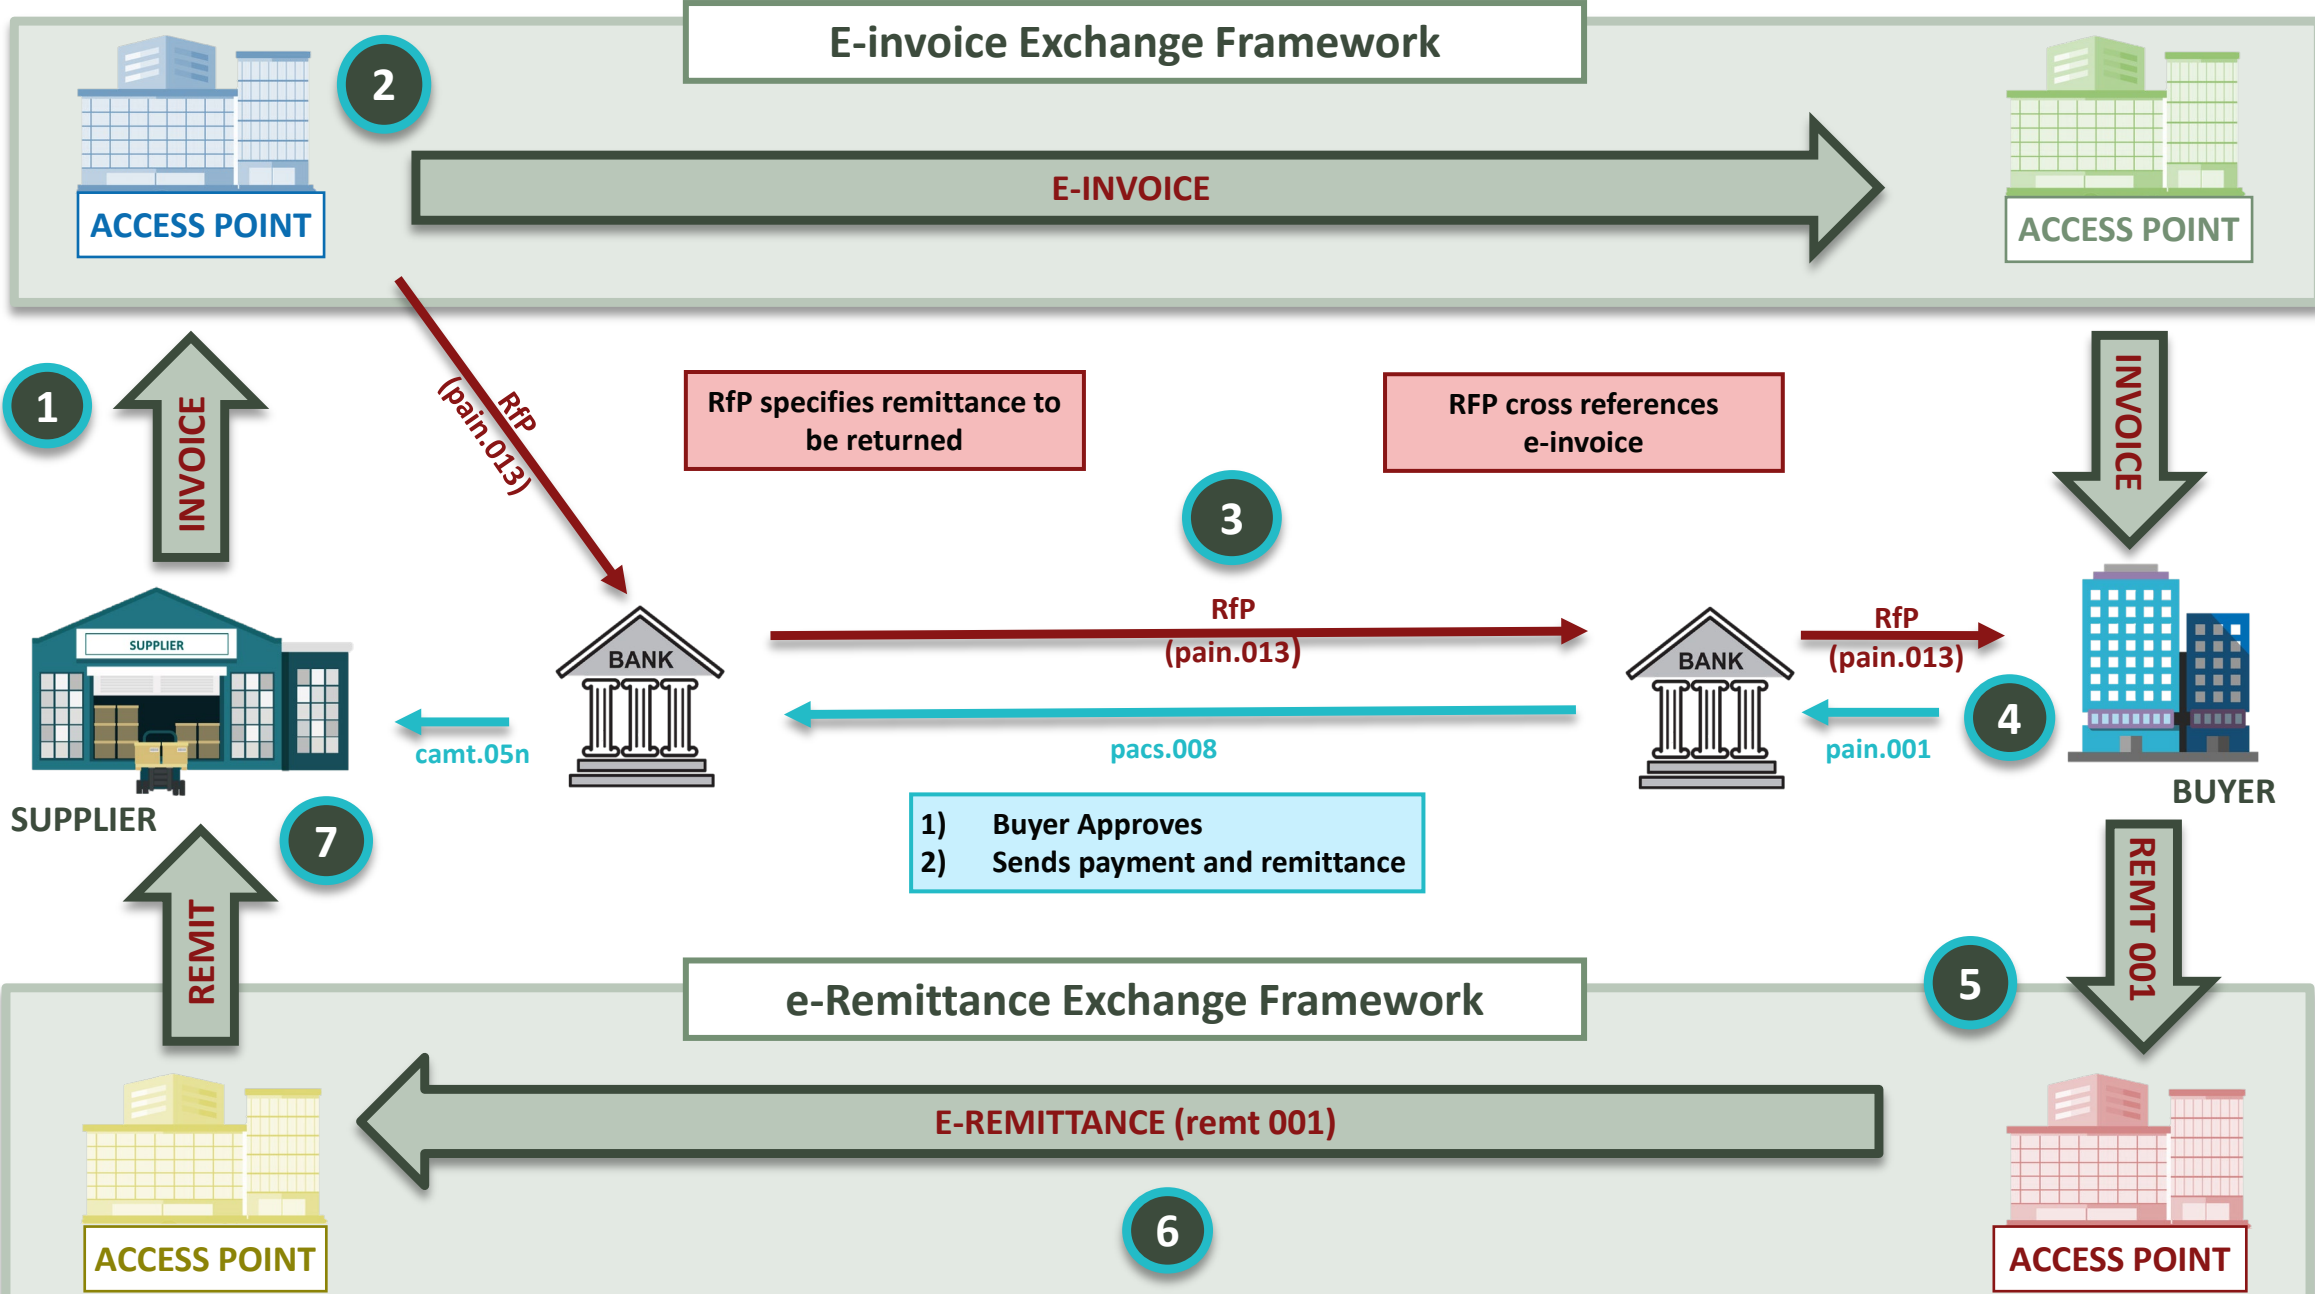 E-invoice Exchange Framework
2
E-INVOICE
ACCESS POINT
ACCESS POINT
1
INVOICE
RfP
(pain.013)
RfP specifies remittance to
be returned
RFP cross references
e-invoice
INVOICE
3
SUPPLIER
BANK
RfP
(pain.013)
BANK
RfP
(pain.013)
4
camt.05n
pacs.008
pain.001
SUPPLIER
BUYER
7
1) Buyer Approves
2) Sends payment and remittance
REMIT
REMT 001
5
e-Remittance Exchange Framework
E-REMITTANCE (remt 001)
6
ACCESS POINT
ACCESS POINT